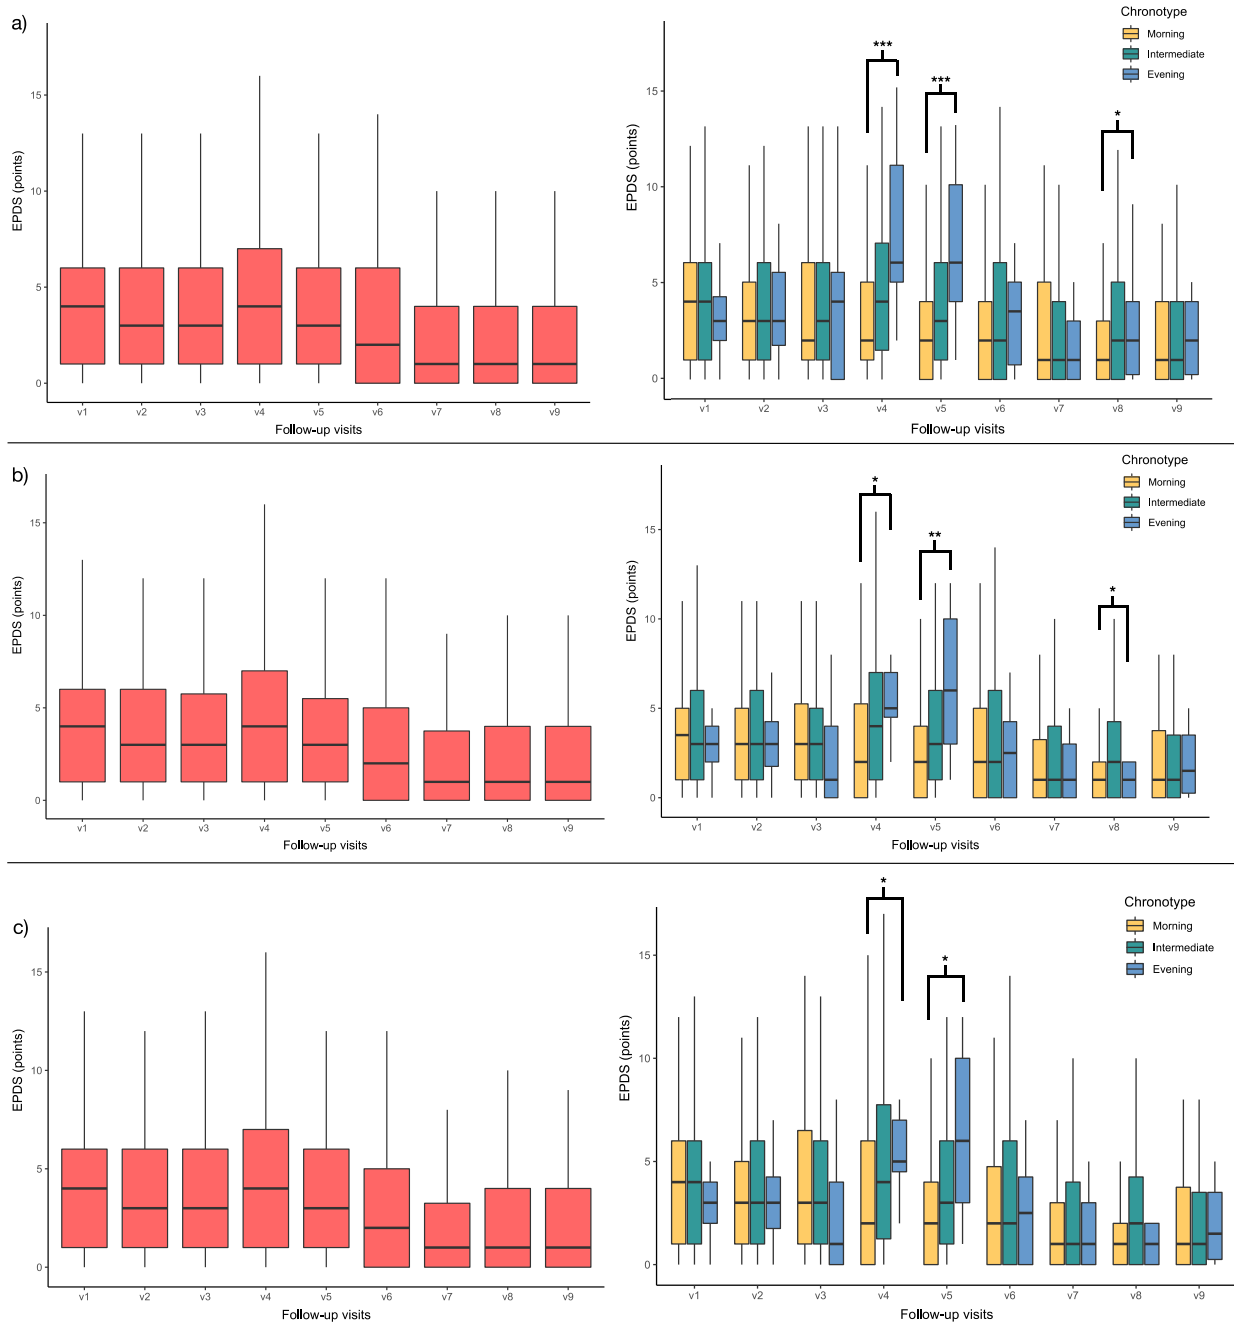 a)
EPDS (points)
15
10
5
0
v1 v2 v3 v4 v5 v6 v7 v8 v9
Follow-up visits
Chronotype
Morning
Intermediate
Evening
***
***
*
EPDS (points)
15
10
5
0
v1 v2 v3 v4 v5 v6 v7 v8 v9
Follow-up visits
b)
EPDS (points)
15
10
5
0
v1 v2 v3 v4 v5 v6 v7 v8 v9
Follow-up visits
Chronotype
Morning
Intermediate
Evening
*
**
*
EPDS (points)
15
10
5
0
v1 v2 v3 v4 v5 v6 v7 v8 v9
Follow-up visits
c)
EPDS (points)
15
10
5
0
v1 v2 v3 v4 v5 v6 v7 v8 v9
Follow-up visits
Chronotype
Morning
Intermediate
Evening
*
*
EPDS (points)
15
10
5
0
v1 v2 v3 v4 v5 v6 v7 v8 v9
Follow-up visits